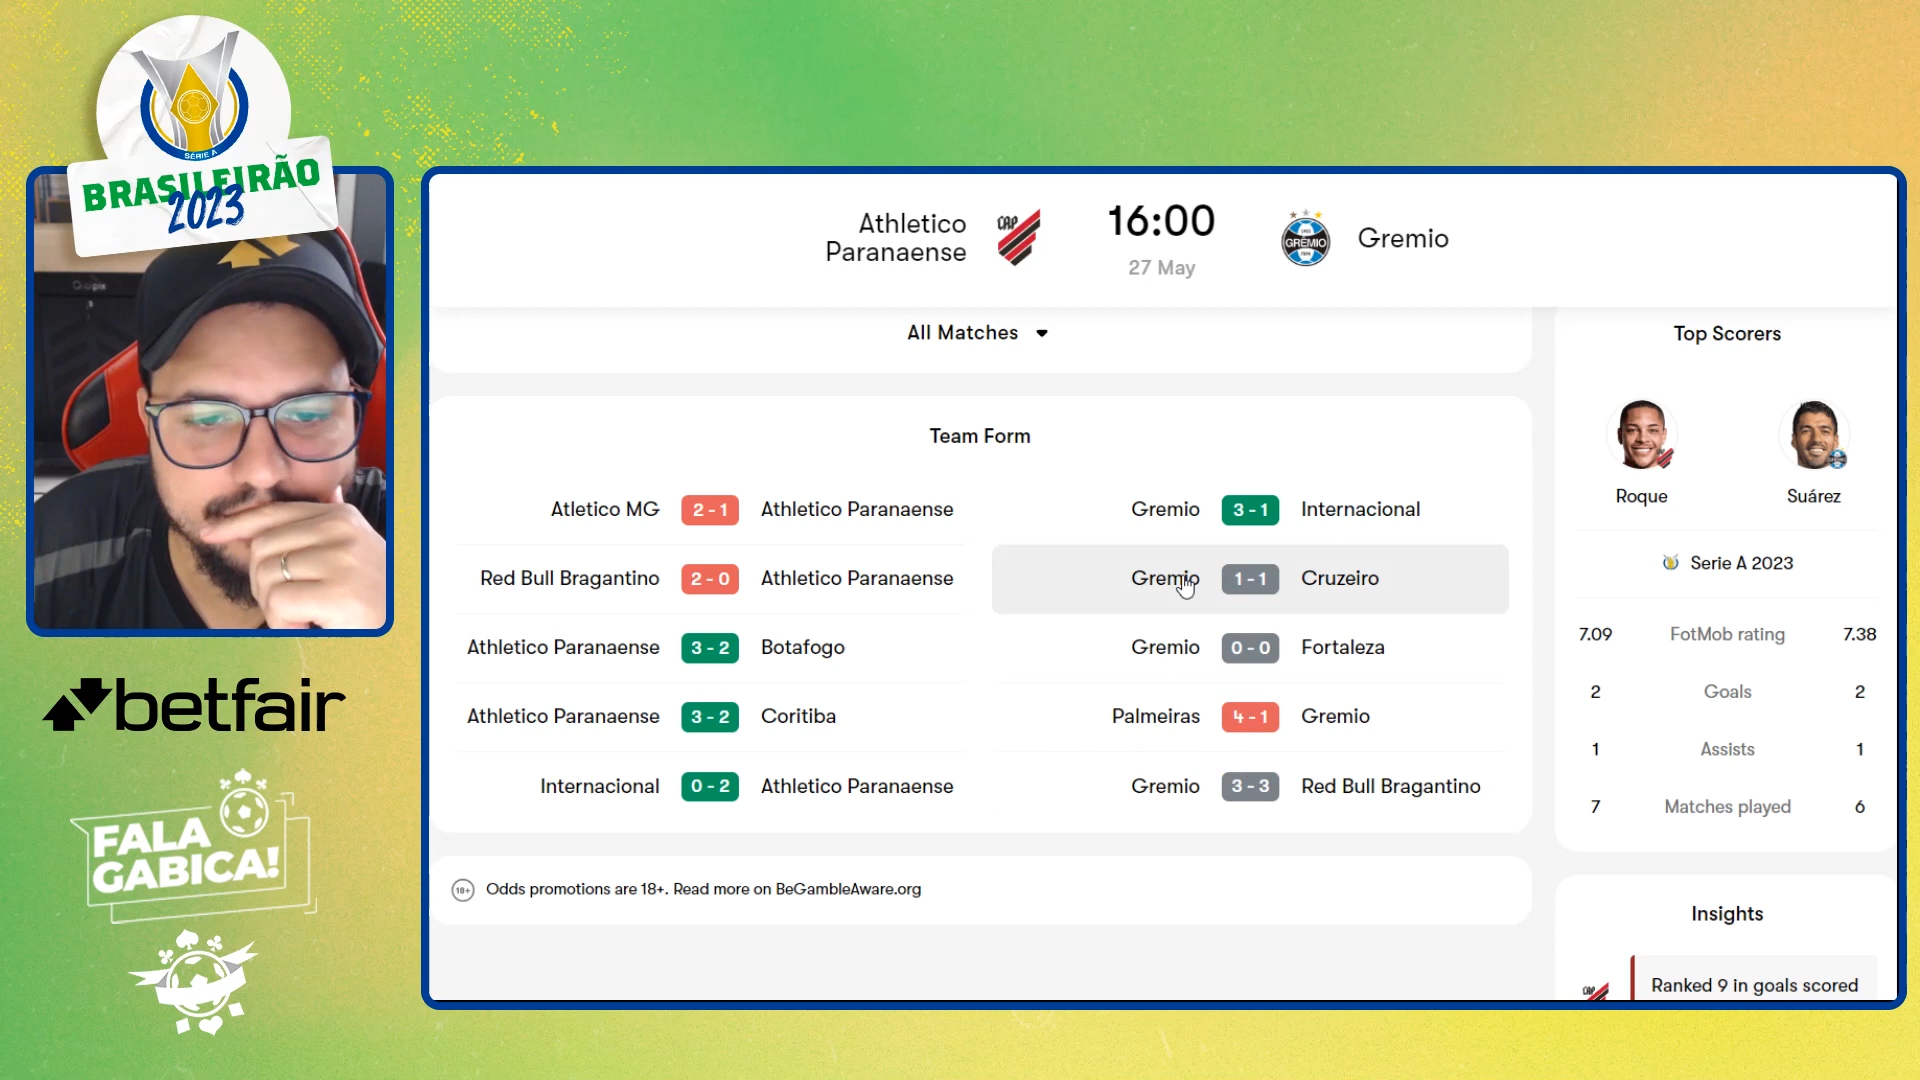 SÉRIE A
BRASILEIRÃO
2023
betfair
FALA
GABICA!
Athletico
Paranaense
CAP
16:00
27 May
GRÊMIO
Gremio
All Matches
Team Form
Atletico MG 2 - 1 Athletico Paranaense
Red Bull Bragantino 2 - 0 Athletico Paranaense
Athletico Paranaense 3 - 2 Botafogo
Athletico Paranaense 3 - 2 Coritiba
Internacional 0 - 2 Athletico Paranaense
Gremio 3 - 1 Internacional
Gremio 1 - 1 Cruzeiro
Gremio 0 - 0 Fortaleza
Palmeiras 4 - 1 Gremio
Gremio 3 - 3 Red Bull Bragantino
18+ Odds promotions are 18+. Read more on BeGambleAware.org
Top Scorers
Roque Suárez
Serie A 2023
7.09 FotMob rating 7.38
2 Goals 2
1 Assists 1
7 Matches played 6
Insights
CAP
Ranked 9 in goals scored